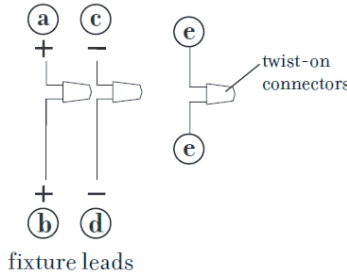 a c e
+ −
twist-on
connectors
e
+ −
b d
fixture leads